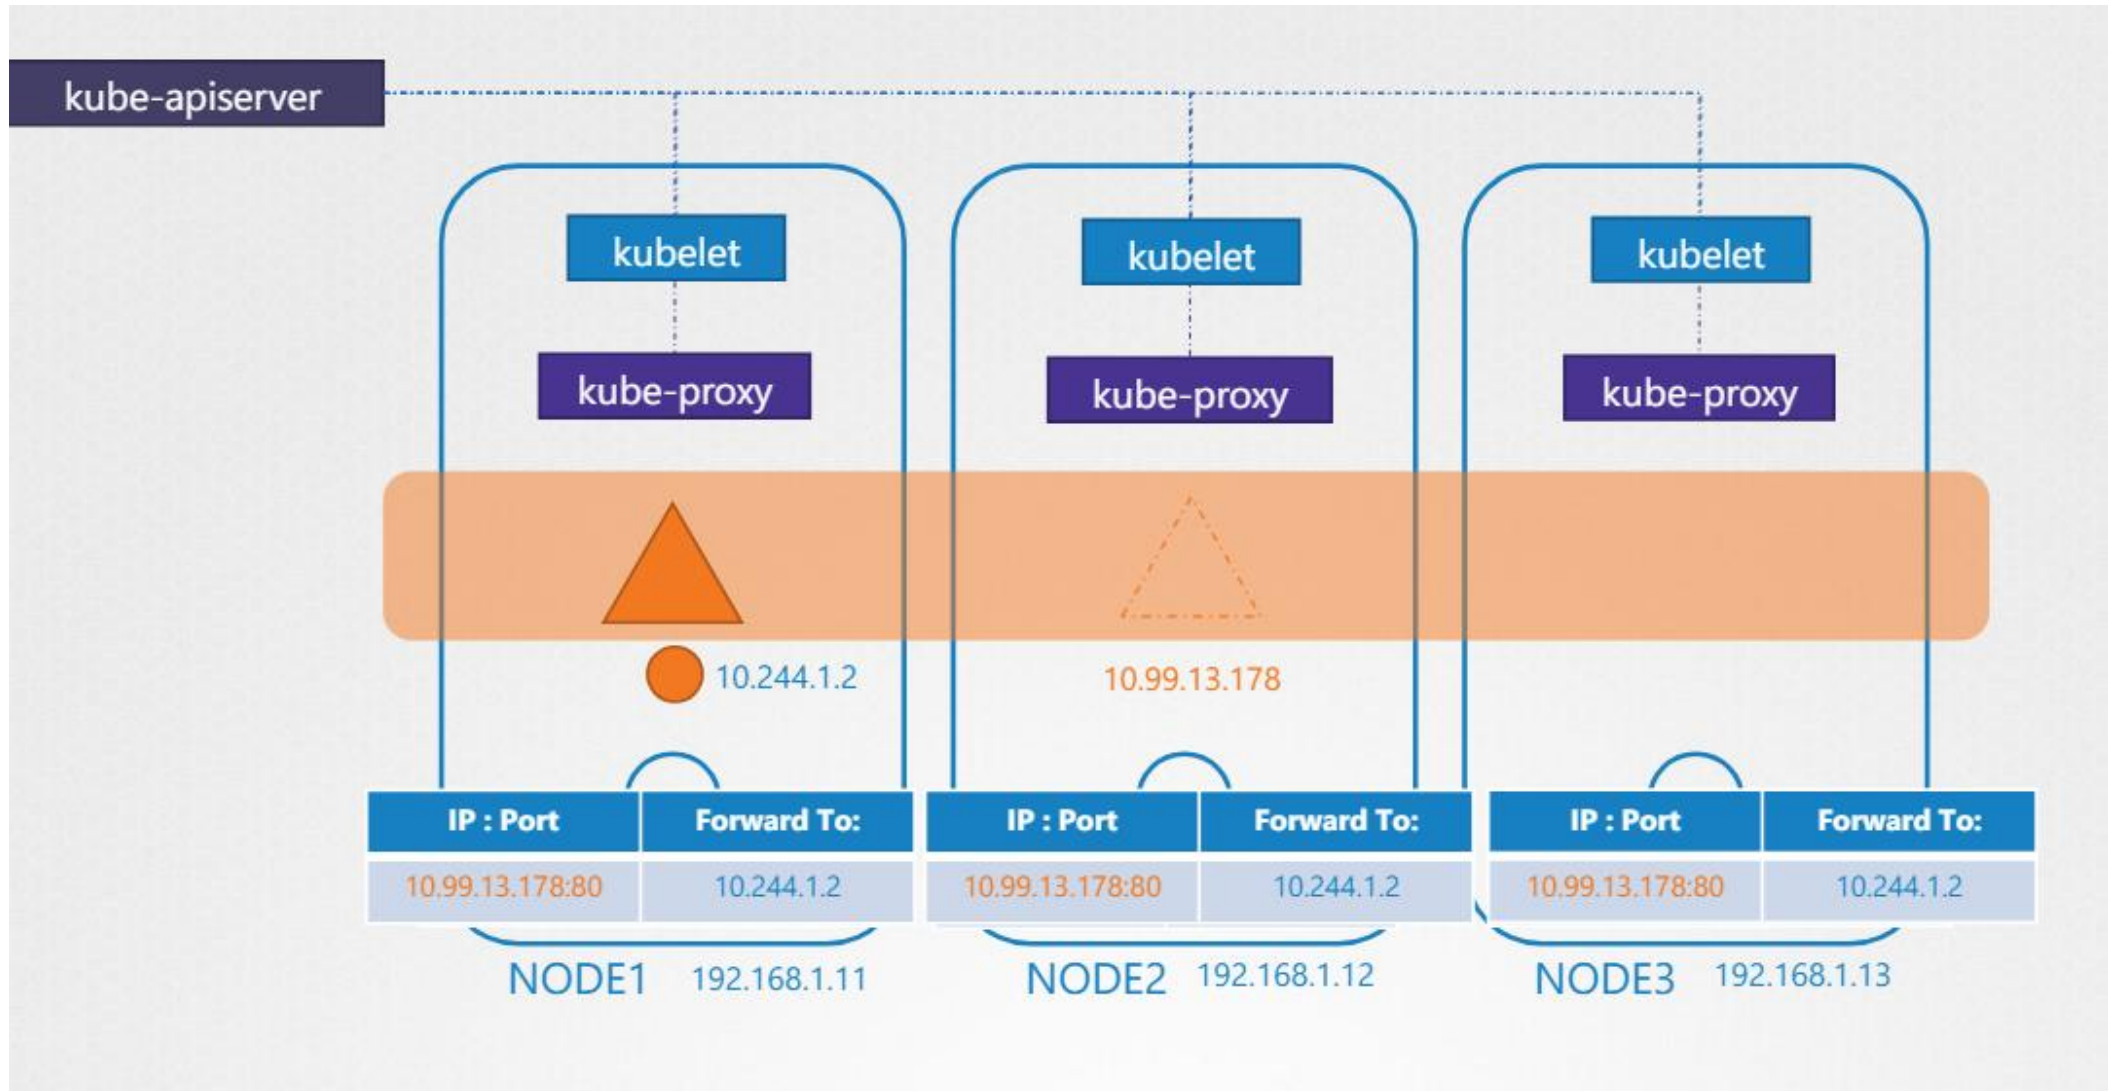 kube-apiserver
kubelet
kubelet
kubelet
kube-proxy
kube-proxy
kube-proxy
10.244.1.2
10.99.13.178
IP : Port Forward To:
10.99.13.178:80 10.244.1.2
IP : Port Forward To:
10.99.13.178:80 10.244.1.2
IP : Port Forward To:
10.99.13.178:80 10.244.1.2
NODE1 192.168.1.11
NODE2 192.168.1.12
NODE3 192.168.1.13